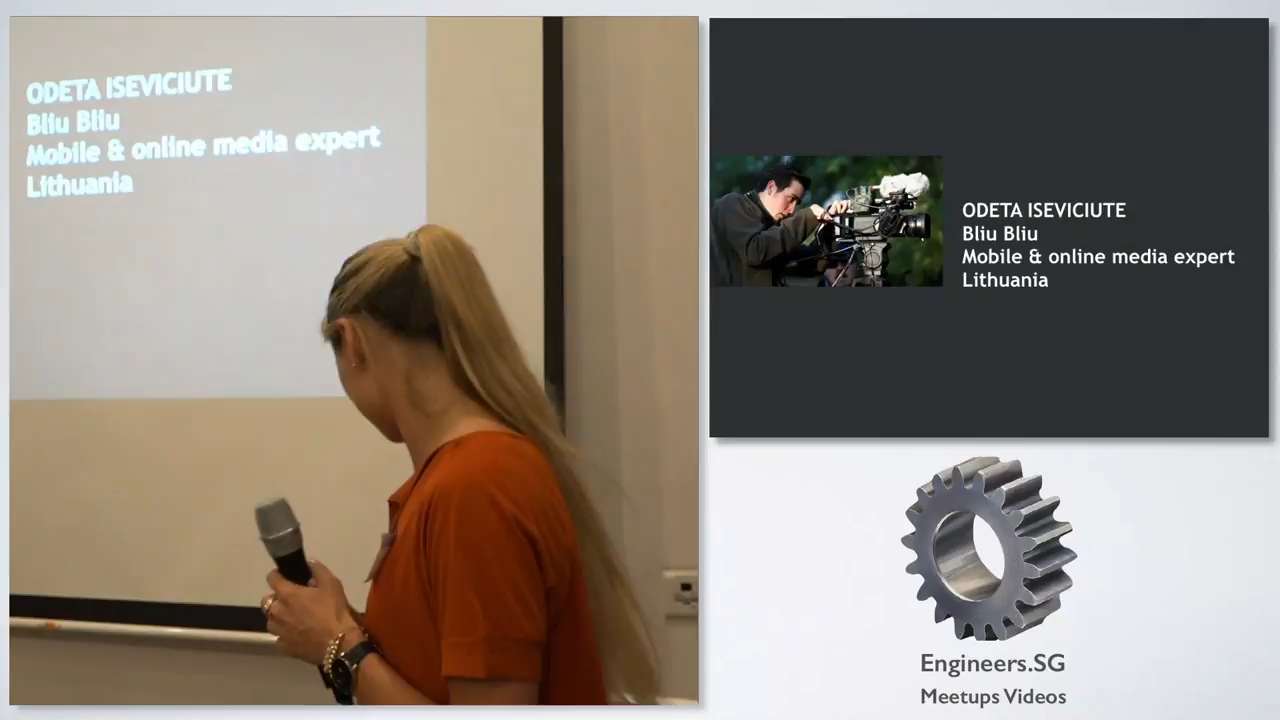 ODETA ISEVICIUTE
Bliu Bliu
Mobile & online media expert
Lithuania
ODETA ISEVICIUTE
Bliu Bliu
Mobile & online media expert
Lithuania
Engineers.SG
Meetups Videos